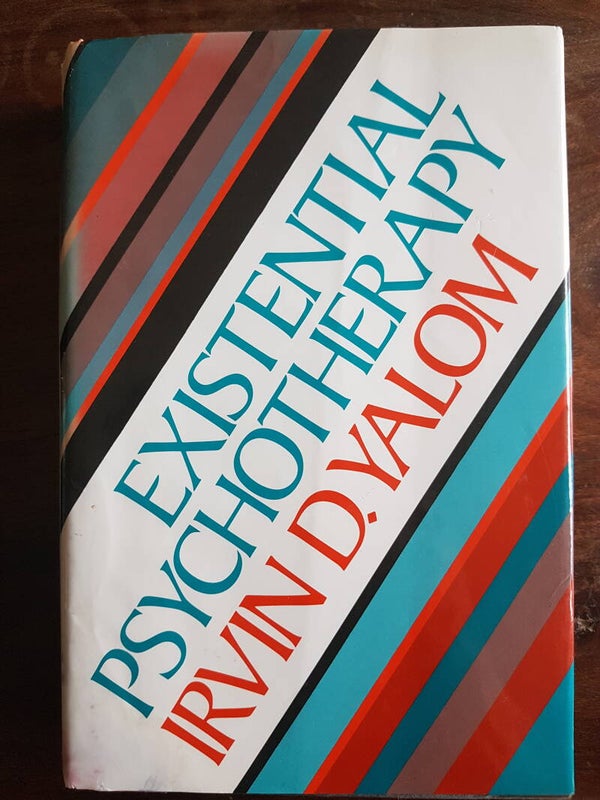 EXISTENTIAL
PSYCHOTHERAPY
IRVIN D. YALOM